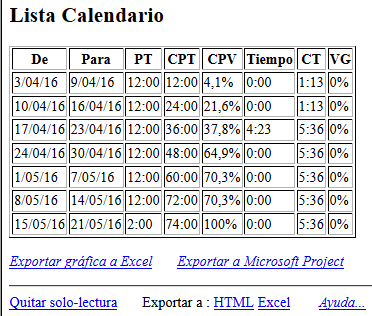 Lista Calendario
De Para PT CPT CPV Tiempo CT VG
3/04/16 9/04/16 12:00 12:00 4,1% 0:00 1:13 0%
10/04/16 16/04/16 12:00 24:00 21,6% 0:00 1:13 0%
17/04/16 23/04/16 12:00 36:00 37,8% 4:23 5:36 0%
24/04/16 30/04/16 12:00 48:00 64,9% 0:00 5:36 0%
1/05/16 7/05/16 12:00 60:00 70,3% 0:00 5:36 0%
8/05/16 14/05/16 12:00 72:00 70,3% 0:00 5:36 0%
15/05/16 21/05/16 2:00 74:00 100% 0:00 5:36 0%
Exportar gráfica a Excel Exportar a Microsoft Project
Quitar solo-lectura Exportar a : HTML Excel Ayuda...